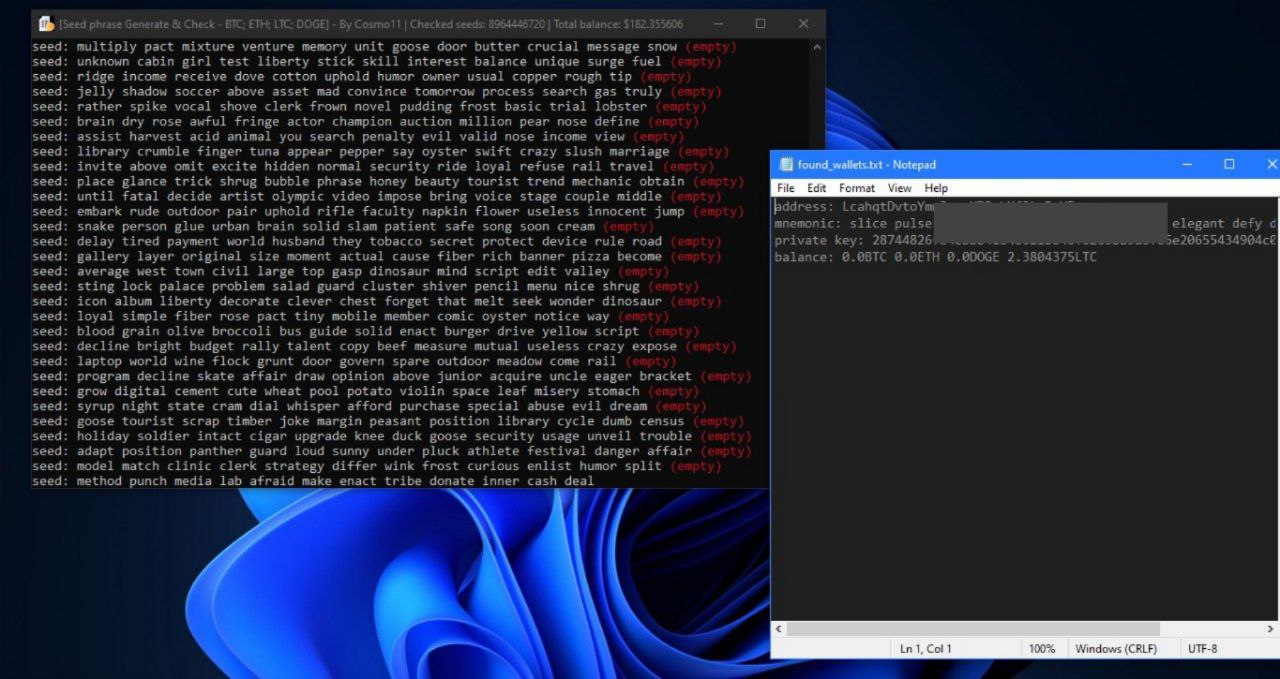 [Seed phrase Generate & Check - BTC; ETH; LTC; DOGE] - By Cosmo11 | Checked seeds: 8964446720 | Total balance: $182.355606
seed: multiply pact mixture venture memory unit goose door butter crucial message snow (empty)
seed: unknown cabin girl test liberty stick skill interest balance unique surge fuel (empty)
seed: ridge income receive dove cotton uphold humor owner usual copper rough tip (empty)
seed: jelly shadow soccer above asset mad convince tomorrow process search gas truly (empty)
seed: rather spike vocal shove clerk frown novel pudding frost basic trial lobster (empty)
seed: brain dry rose awful fringe actor champion auction million pear nose define (empty)
seed: assist harvest acid animal you search penalty evil valid nose income view (empty)
seed: library crumble finger tuna appear pepper say oyster swift crazy slush marriage (empty)
seed: invite above omit excite hidden normal security ride loyal refuse rail travel (empty)
seed: place glance trick shrug bubble phrase honey beauty tourist trend mechanic obtain (empty)
seed: until fatal decide artist olympic video impose bring voice stage couple middle (empty)
seed: embark rude outdoor pair uphold rifle faculty napkin flower useless innocent jump (empty)
seed: snake person glue urban brain solid slam patient safe song soon cream (empty)
seed: delay tired payment world husband they tobacco secret protect device rule road (empty)
seed: gallery layer original size moment actual cause fiber rich banner pizza become (empty)
seed: average west town civil large top gasp dinosaur mind script edit valley (empty)
seed: sting lock palace problem salad guard cluster shiver pencil menu nice shrug (empty)
seed: icon album liberty decorate clever chest forget that melt seek wonder dinosaur (empty)
seed: loyal simple fiber rose pact tiny mobile member comic oyster notice way (empty)
seed: blood grain olive broccoli bus guide solid enact burger drive yellow script (empty)
seed: decline bright budget rally talent copy beef measure mutual useless crazy expose (empty)
seed: laptop world wine flock grunt door govern spare outdoor meadow come rail (empty)
seed: program decline skate affair draw opinion above junior acquire uncle eager bracket (empty)
seed: grow digital cement cute wheat pool potato violin space leaf misery stomach (empty)
seed: syrup night state cram dial whisper afford purchase special abuse evil dream (empty)
seed: goose tourist scrap timber joke margin peasant position library cycle dumb census (empty)
seed: holiday soldier intact cigar upgrade knee duck goose security usage unveil trouble (empty)
seed: adapt position panther guard loud sunny under pluck athlete festival danger affair (empty)
seed: model match clinic clerk strategy differ wink frost curious enlist humor split (empty)
seed: method punch media lab afraid make enact tribe donate inner cash deal
found_wallets.txt - Notepad
File Edit Format View Help
address:
mnemonic: slice pulse elegant defy d
private key:
balance: 0.0BTC 0.0ETH 0.0DOGE 2.3804375LTC
Ln 1, Col 1 100% Windows (CRLF) UTF-8